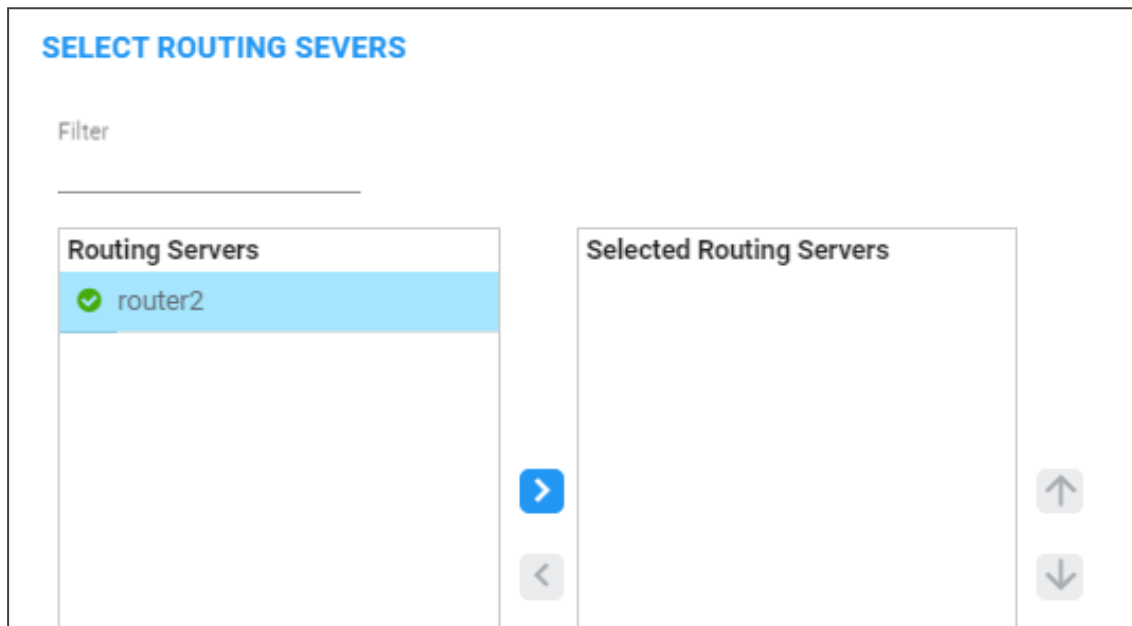 SELECT ROUTING SEVERS
Filter
Routing Servers
router2
Selected Routing Servers